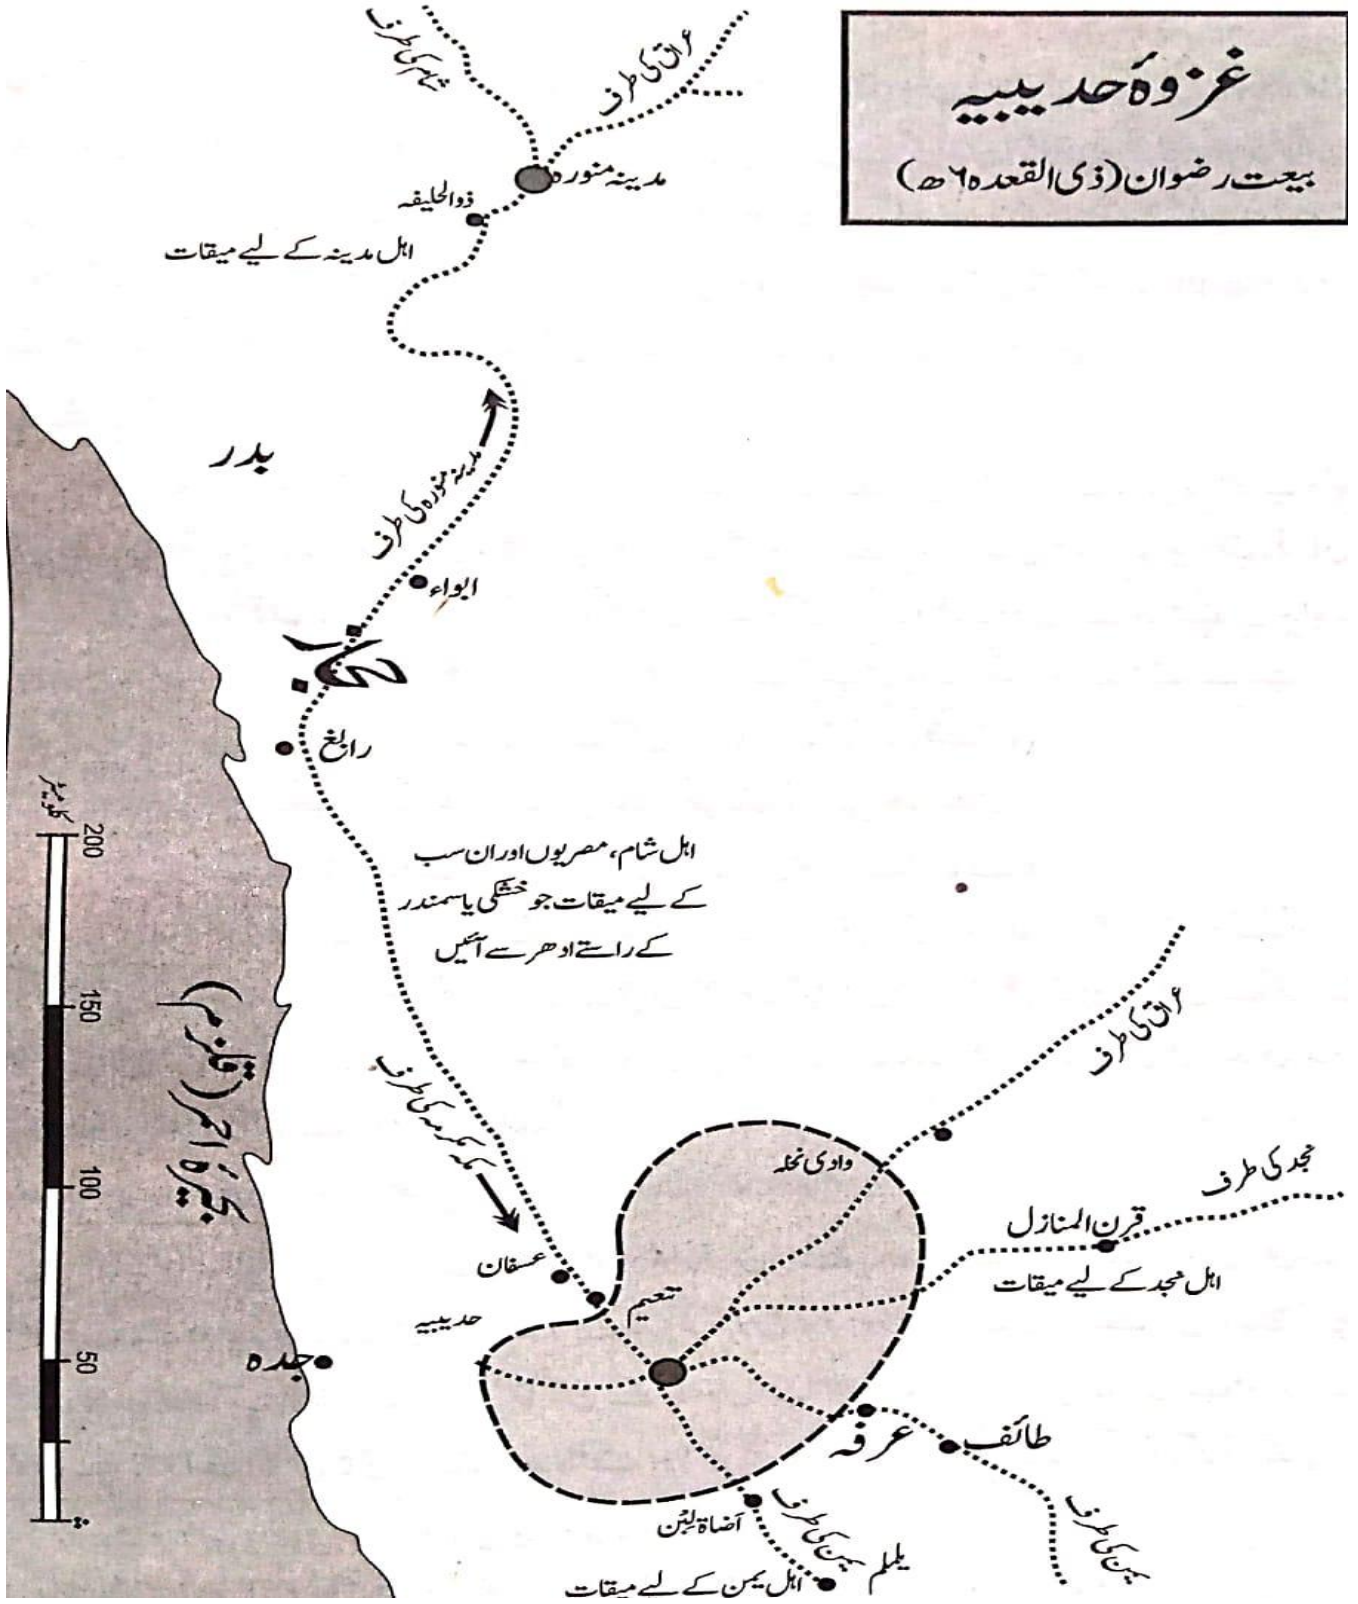 غزوۂ حدیبیہ
بیعت رضوان (ذی القعدہ ۶ھ)
شام کی طرف
عراق کی طرف
مدینہ منورہ
ذوالحلیفہ
اہل مدینہ کے لیے میقات
بدر
مدینہ منورہ کی طرف
ابواء
حجاز
رابغ
اہل شام، مصریوں اور ان سب
کے لیے میقات جو خشکی یا سمندر
کے راستے ادھر سے آئیں
کلومیٹر
200
150
100
50
۰
بحیرۂ احمر (قلزم)
مکہ مکرمہ کی طرف
عراق کی طرف
وادی نخلہ
نجد کی طرف
قرن المنازل
اہل نجد کے لیے میقات
عسفان
تنعیم
حدیبیہ
جدہ
عرفہ
طائف
اَضاۃ لِبْن
یمن کی طرف
یمن کی طرف
یلملم
اہل یمن کے لیے میقات